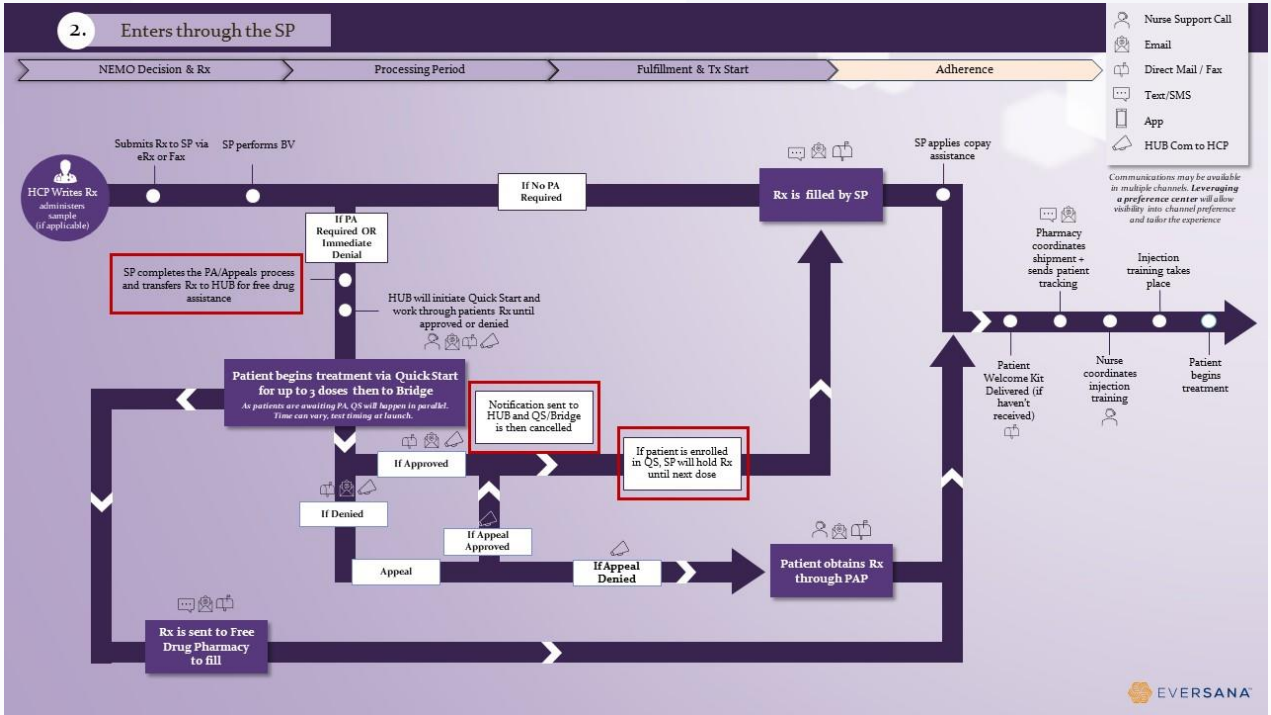 2.
Enters through the SP
NEMO Decision & Rx
Processing Period
Fulfillment & Tx Start
Adherence
Nurse Support Call
Email
Direct Mail / Fax
Text/SMS
App
HUB Com to HCP
Communications may be available
in multiple channels. Leveraging
a preference center will allow
visibility into channel preference
and tailor the experience
HCP Writes Rx
administers
sample
(if applicable)
Submits Rx to SP via
eRx or Fax
SP performs BV
If No PA
Required
Rx is filled by SP
SP applies copay
assistance
If PA
Required OR
Immediate
Denial
SP completes the PA/Appeals process
and transfers Rx to HUB for free drug
assistance
HUB will initiate Quick Start and
work through patients Rx until
approved or denied
Pharmacy
coordinates
shipment +
sends patient
tracking
Injection
training takes
place
Patient
Welcome Kit
Delivered (if
haven't
received)
Nurse
coordinates
injection
training
Patient
begins
treatment
Patient begins treatment via Quick Start
for up to 3 doses then to Bridge
As patients are awaiting PA, QS will happen in parallel.
Time can vary, test timing at launch.
Notification sent to
HUB and QS/Bridge
is then cancelled
If patient is enrolled
in QS, SP will hold Rx
until next dose
If Approved
If Denied
If Appeal
Approved
Appeal
If Appeal
Denied
Patient obtains Rx
through PAP
Rx is sent to Free
Drug Pharmacy
to fill
EVERSANA™